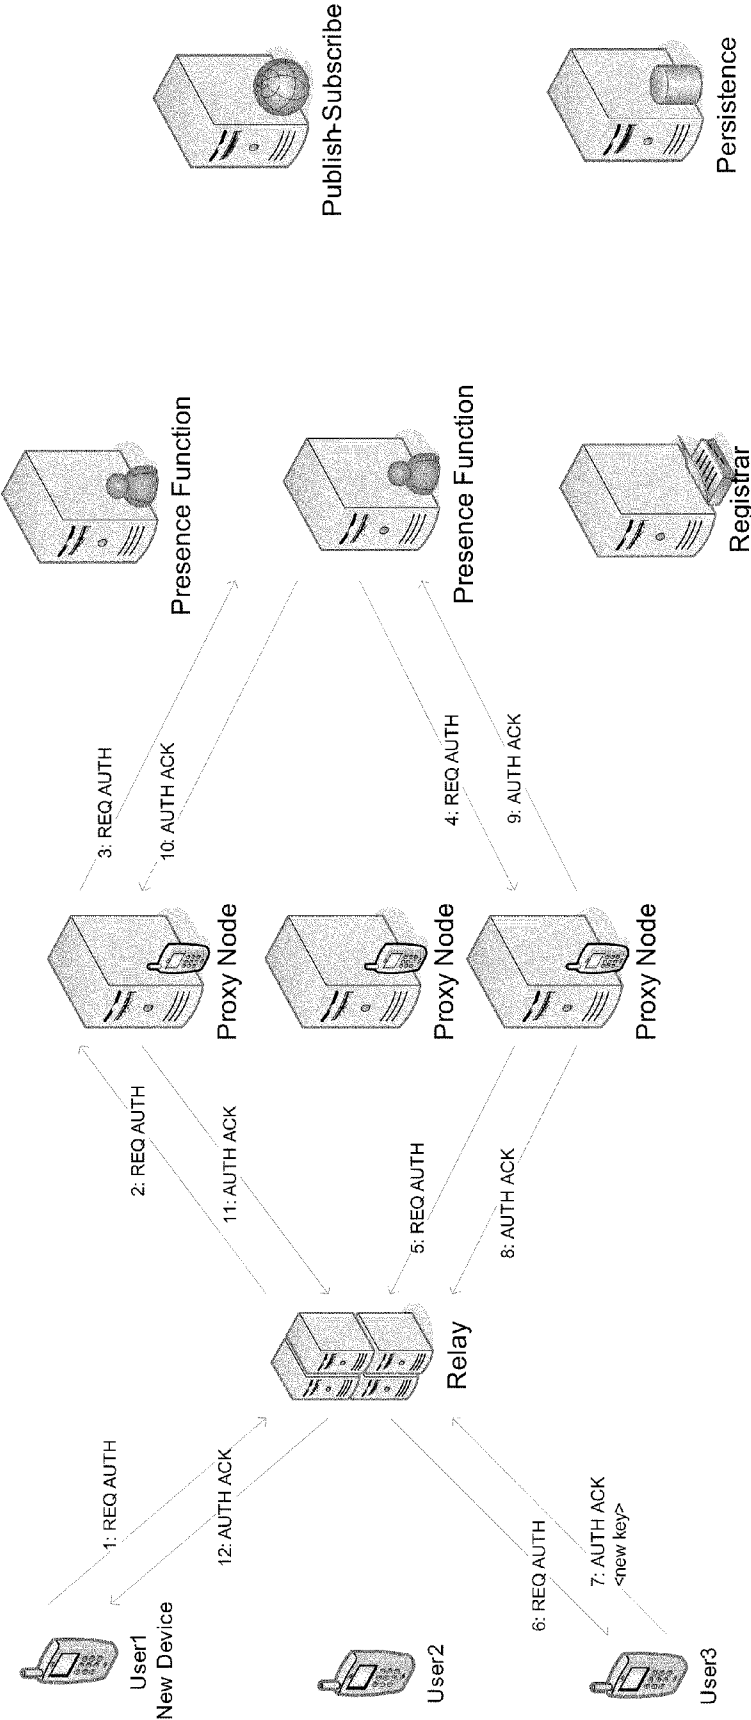 User1
New Device
User2
User3
1: REQ AUTH
12: AUTH ACK
6: REQ AUTH
7: AUTH ACK
<new key>
Relay
2: REQ AUTH
11: AUTH ACK
5: REQ AUTH
8: AUTH ACK
Proxy Node
Proxy Node
Proxy Node
3: REQ AUTH
10: AUTH ACK
4: REQ AUTH
9: AUTH ACK
Presence Function
Presence Function
Registrar
Publish-Subscribe
Persistence